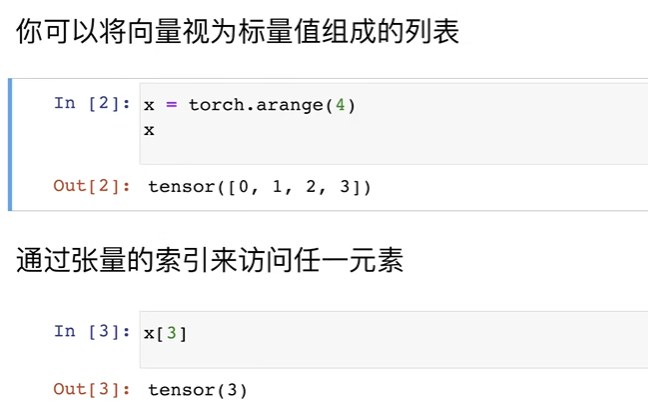 你可以将向量视为标量值组成的列表
In [2]: x = torch.arange(4)
x
Out[2]: tensor([0, 1, 2, 3])
通过张量的索引来访问任一元素
In [3]: x[3]
Out[3]: tensor(3)